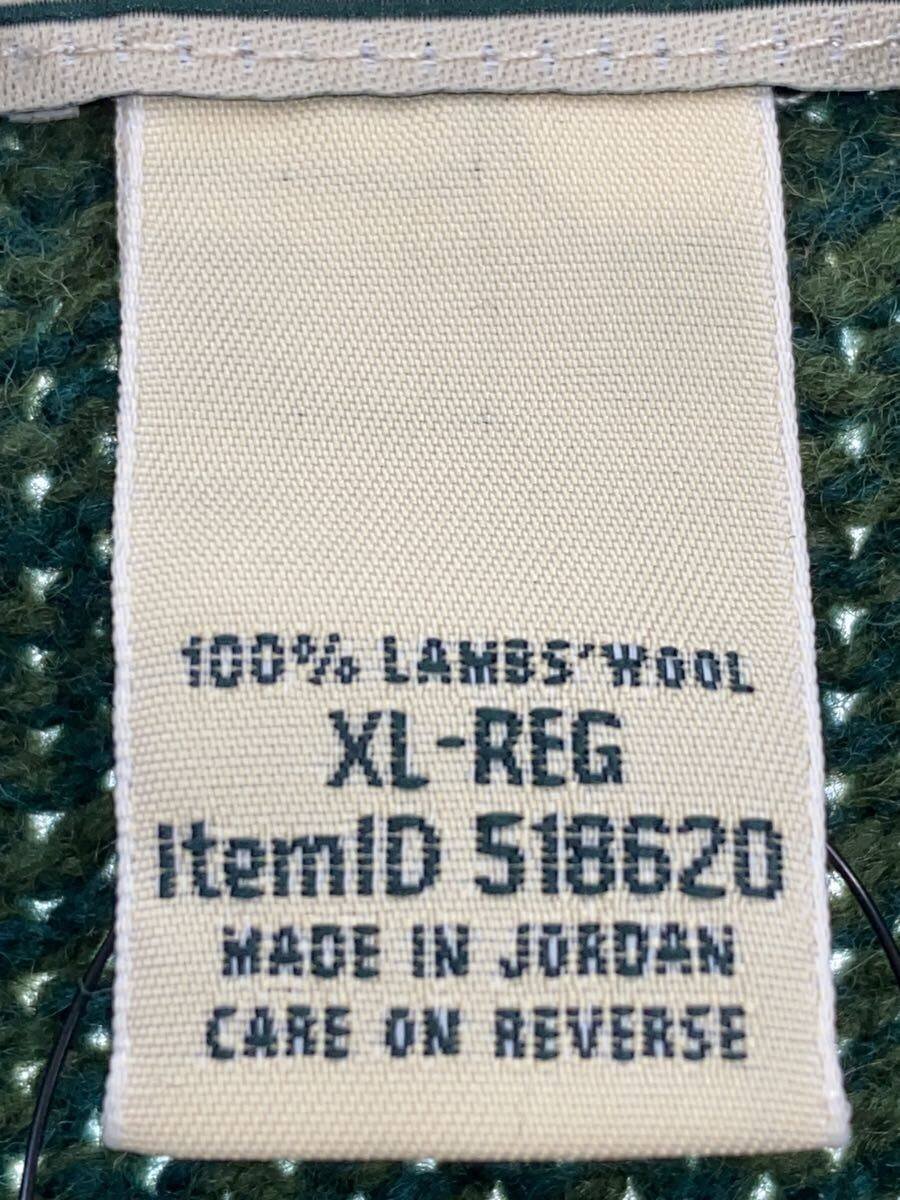 100% LAMBS'WOOL
XL-REG
itemID 518620
MADE IN JORDAN
CARE ON REVERSE